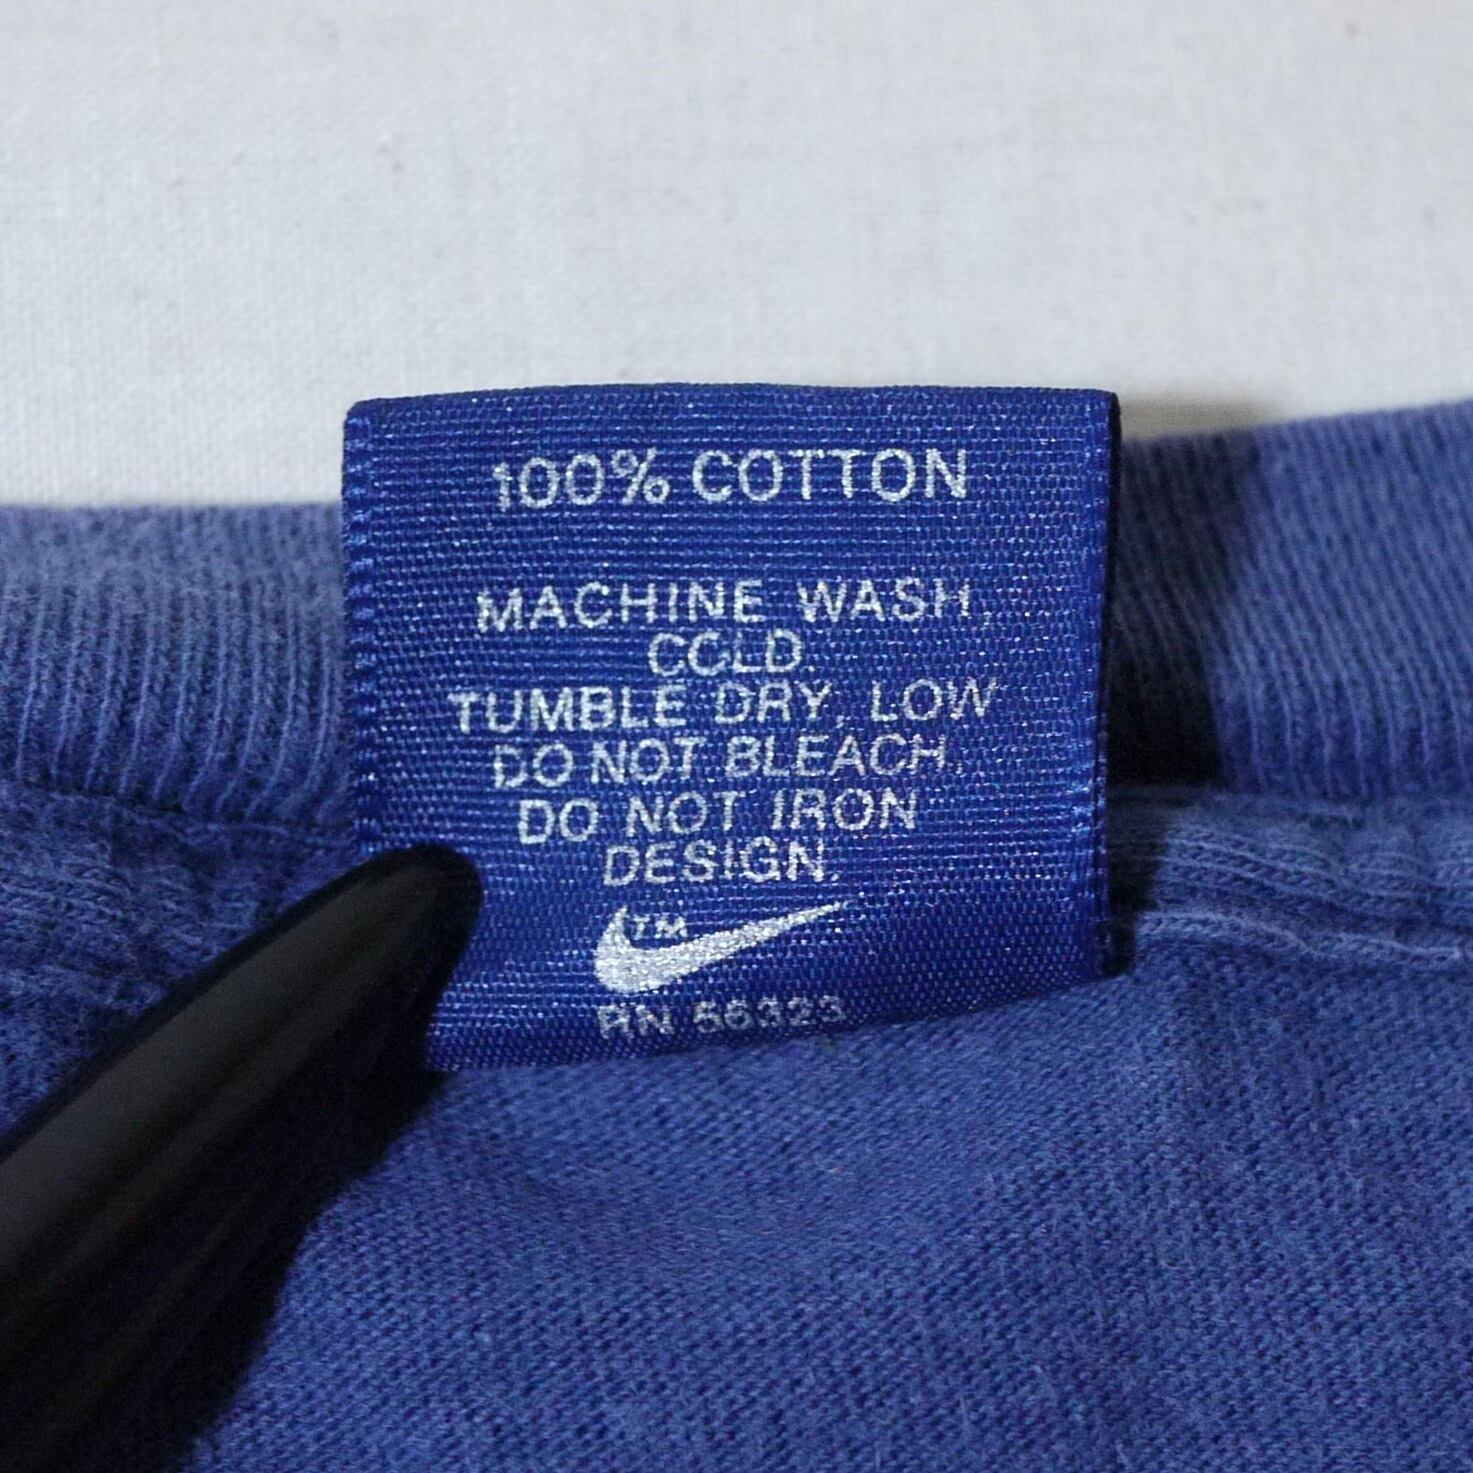 100% COTTON
MACHINE WASH,
COLD.
TUMBLE DRY, LOW
DO NOT BLEACH.
DO NOT IRON
DESIGN.
TM
RN 56323